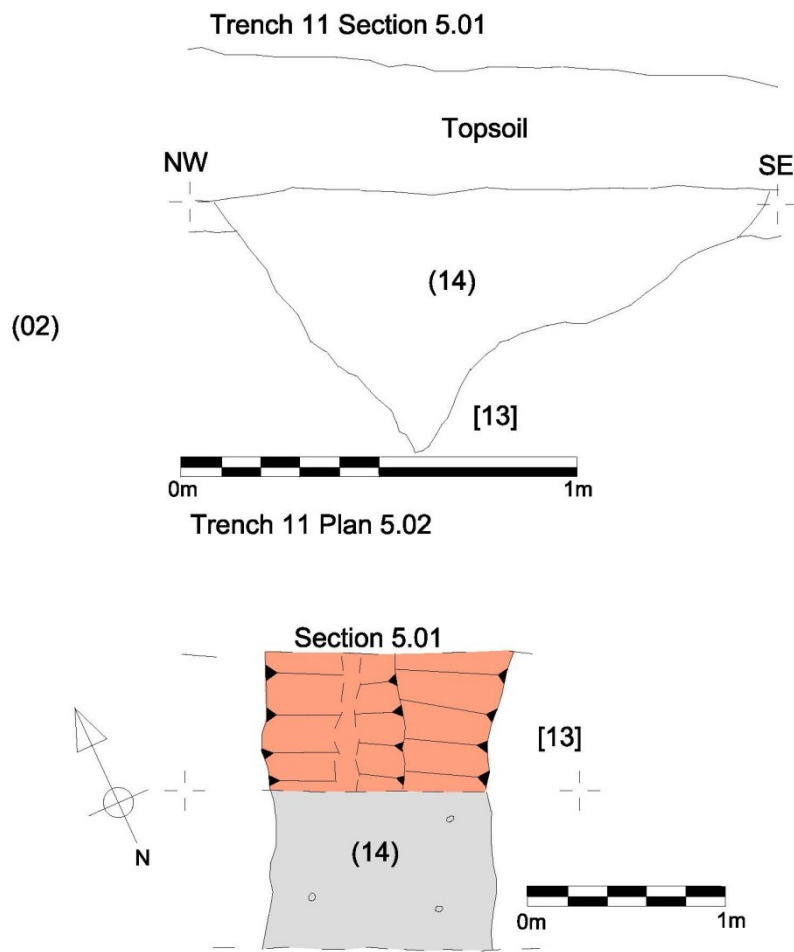 Trench 11 Section 5.01
Topsoil
NW
SE
(14)
(02)
[13]
0m 1m
Trench 11 Plan 5.02
Section 5.01
[13]
(14)
N
0m 1m